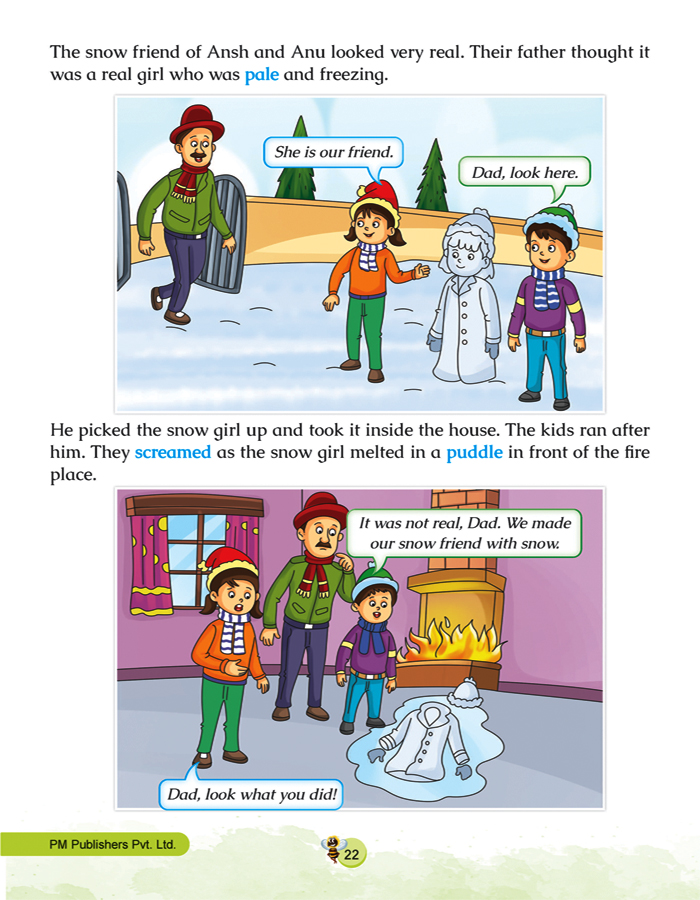 The snow friend of Ansh and Anu looked very real. Their father thought it
was a real girl who was pale and freezing.
She is our friend.
Dad, look here.
He picked the snow girl up and took it inside the house. The kids ran after
him. They screamed as the snow girl melted in a puddle in front of the fire
place.
It was not real, Dad. We made
our snow friend with snow.
Dad, look what you did!
PM Publishers Pvt. Ltd.
22